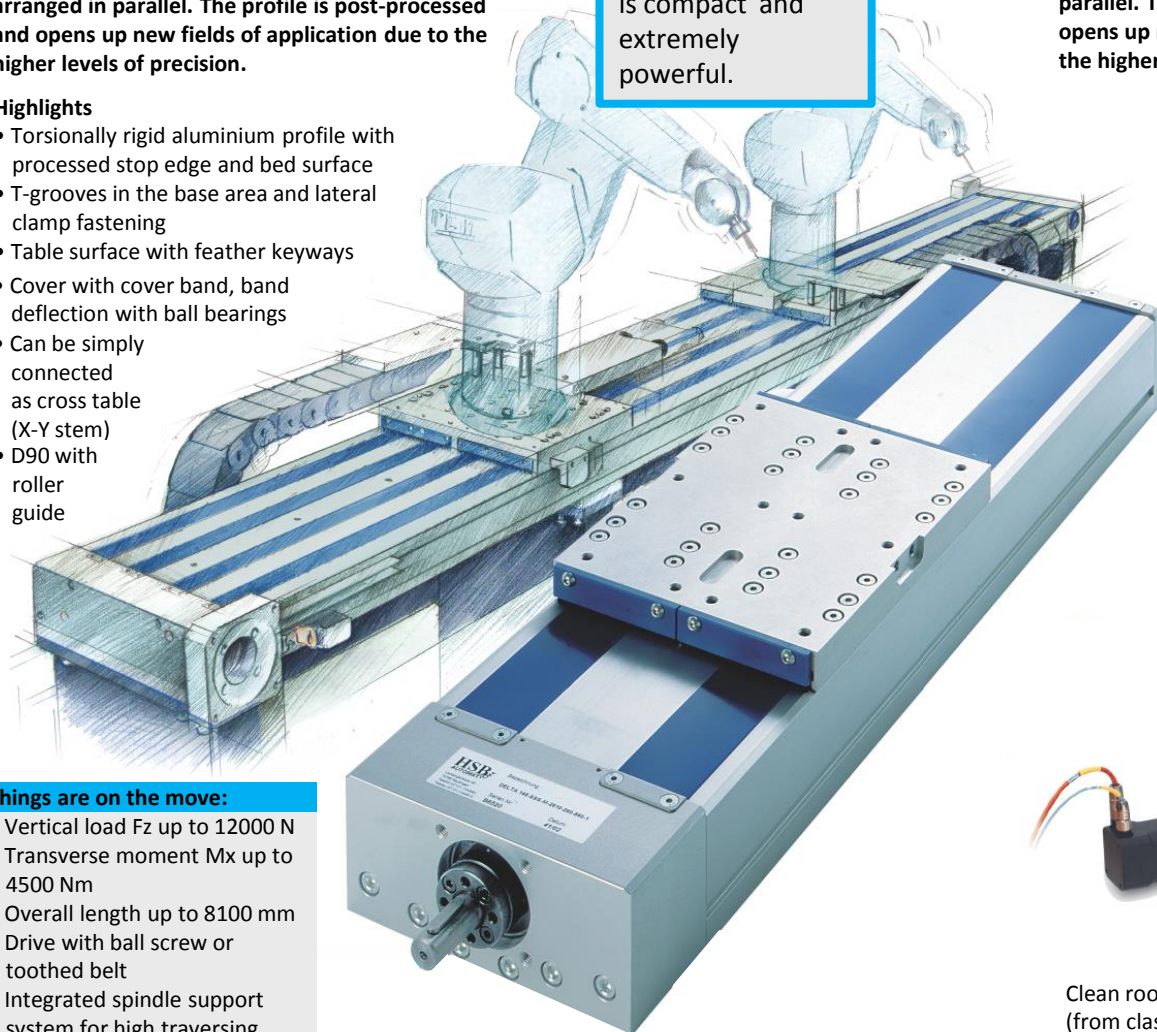 arranged in parallel. The profile is post-processed
and opens up new fields of application due to the
higher levels of precision.
Highlights
• Torsionally rigid aluminium profile with
processed stop edge and bed surface
• T-grooves in the base area and lateral
clamp fastening
• Table surface with feather keyways
• Cover with cover band, band
deflection with ball bearings
• Can be simply
connected
as cross table
(X-Y stem)
• D90 with
roller
guide
is compact and
extremely
powerful.
parallel. T
opens up
the higher
hings are on the move:
Vertical load Fz up to 12000 N
Transverse moment Mx up to
4500 Nm
Overall length up to 8100 mm
Drive with ball screw or
toothed belt
Integrated spindle support
system for high traversing
HSB
AUTOMATION
Bezeichnung
Datum
41/02
Clean roo
(from clas